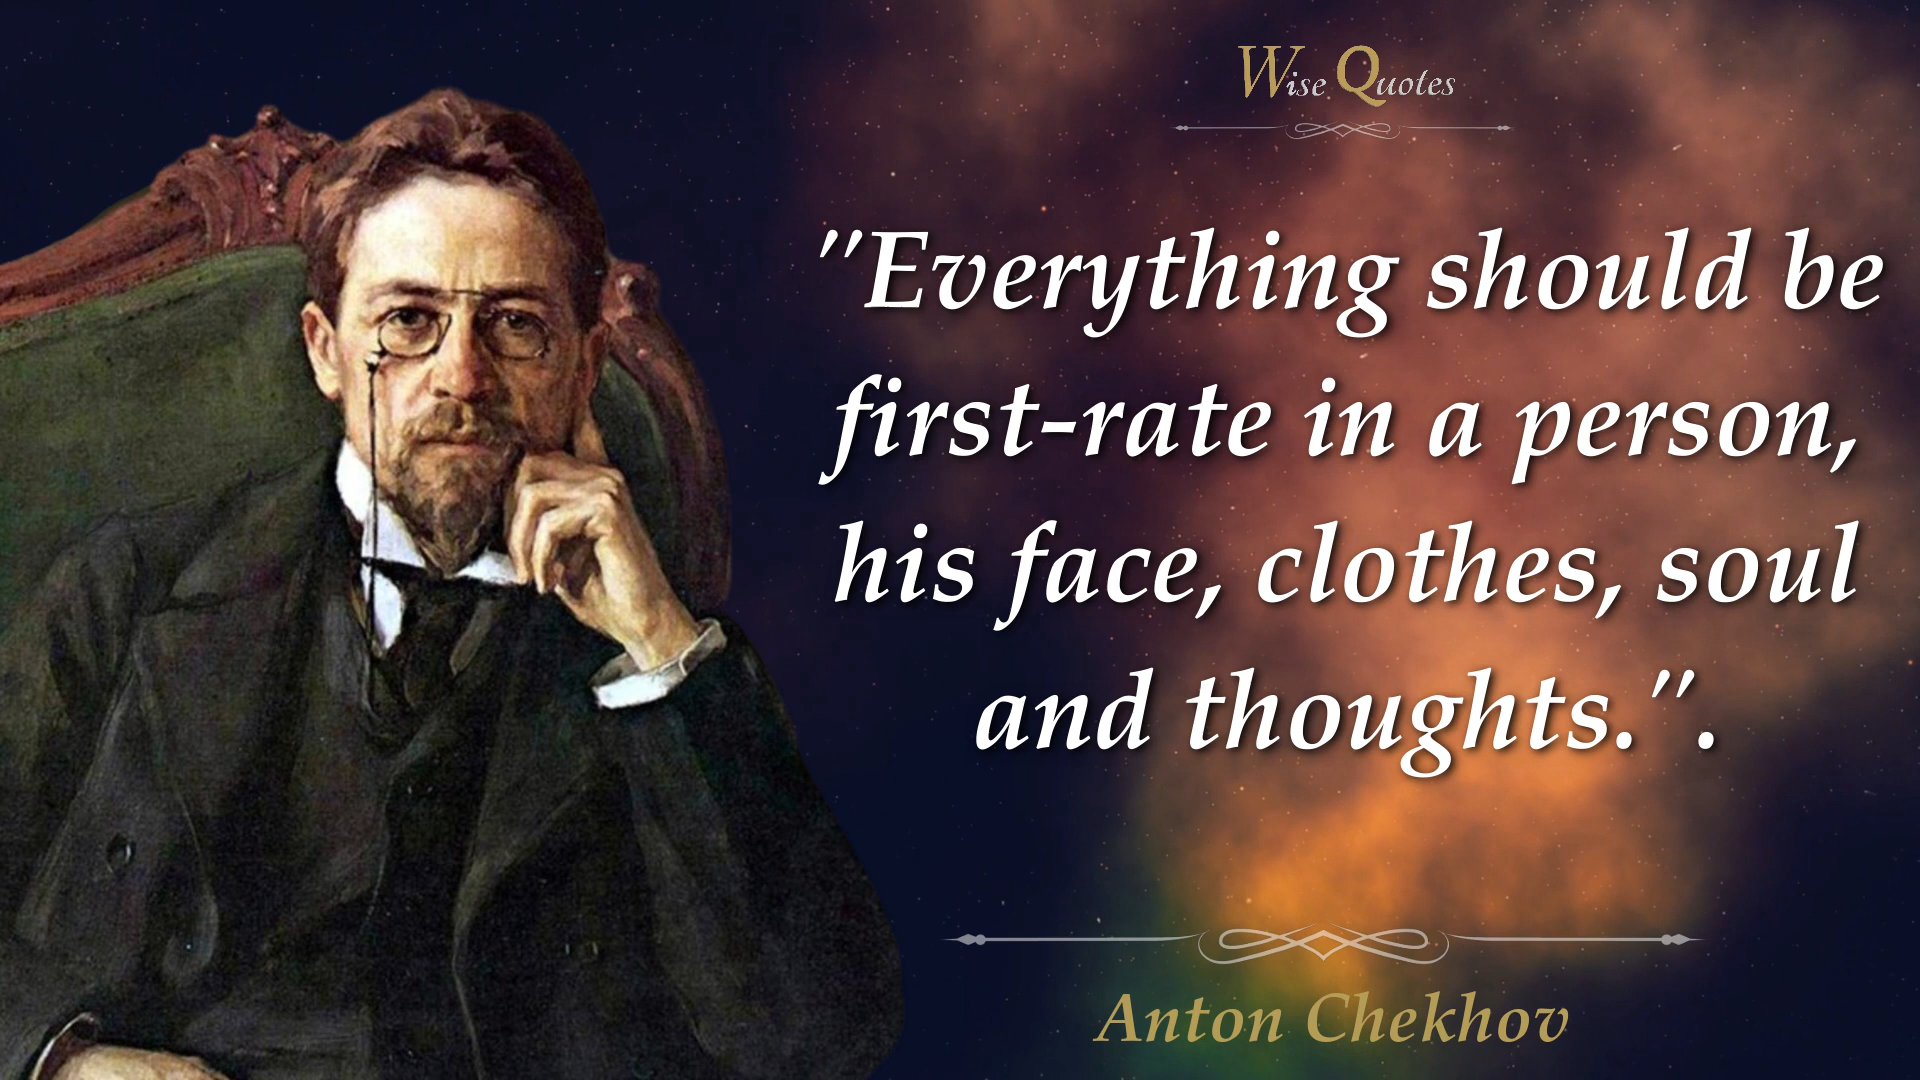 Wise Quotes
"Everything should be
first-rate in a person,
his face, clothes, soul
and thoughts.".
Anton Chekhov